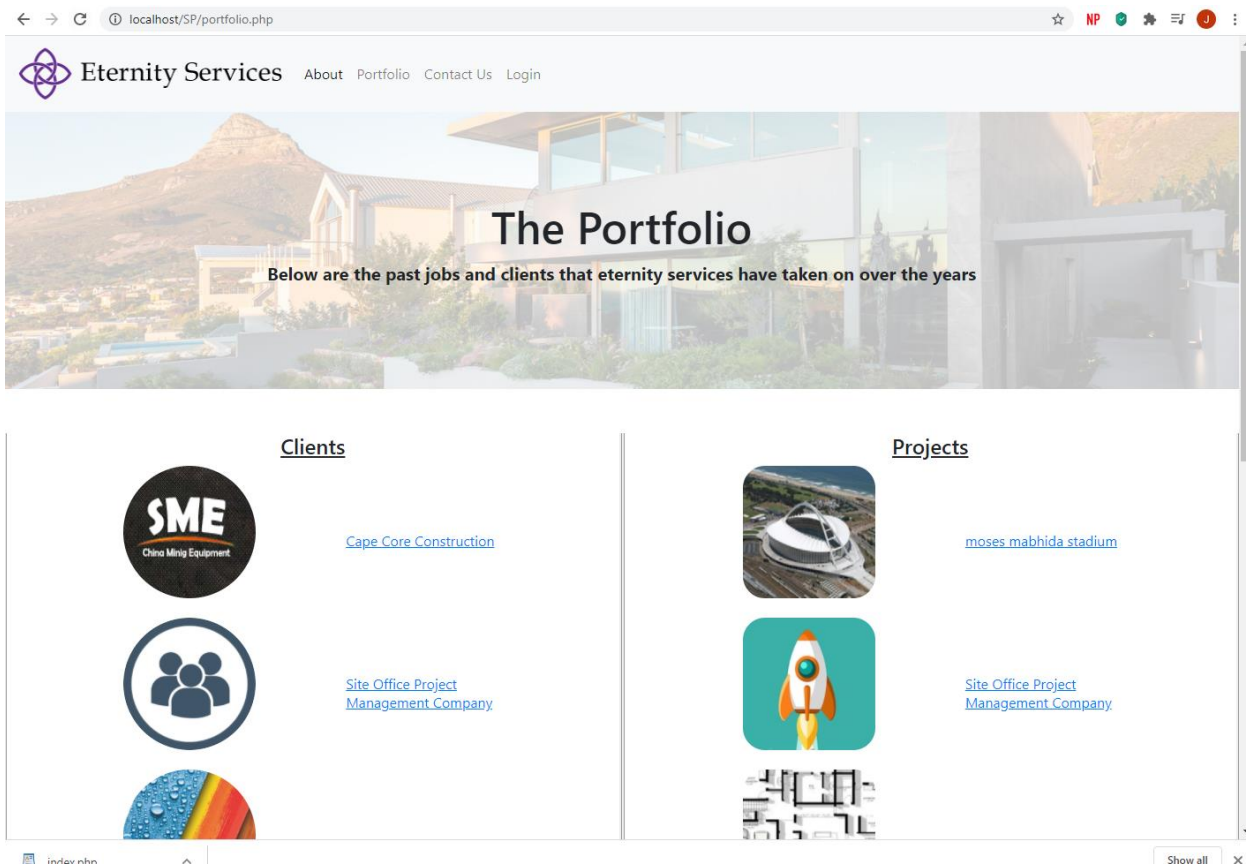 localhost/SP/portfolio.php
NP
J
Eternity Services About Portfolio Contact Us Login
The Portfolio
Below are the past jobs and clients that eternity services have taken on over the years
Clients
SME
China Minig Equipment
Cape Core Construction
Site Office Project
Management Company
Projects
moses mabhida stadium
Site Office Project
Management Company
index.php
Show all